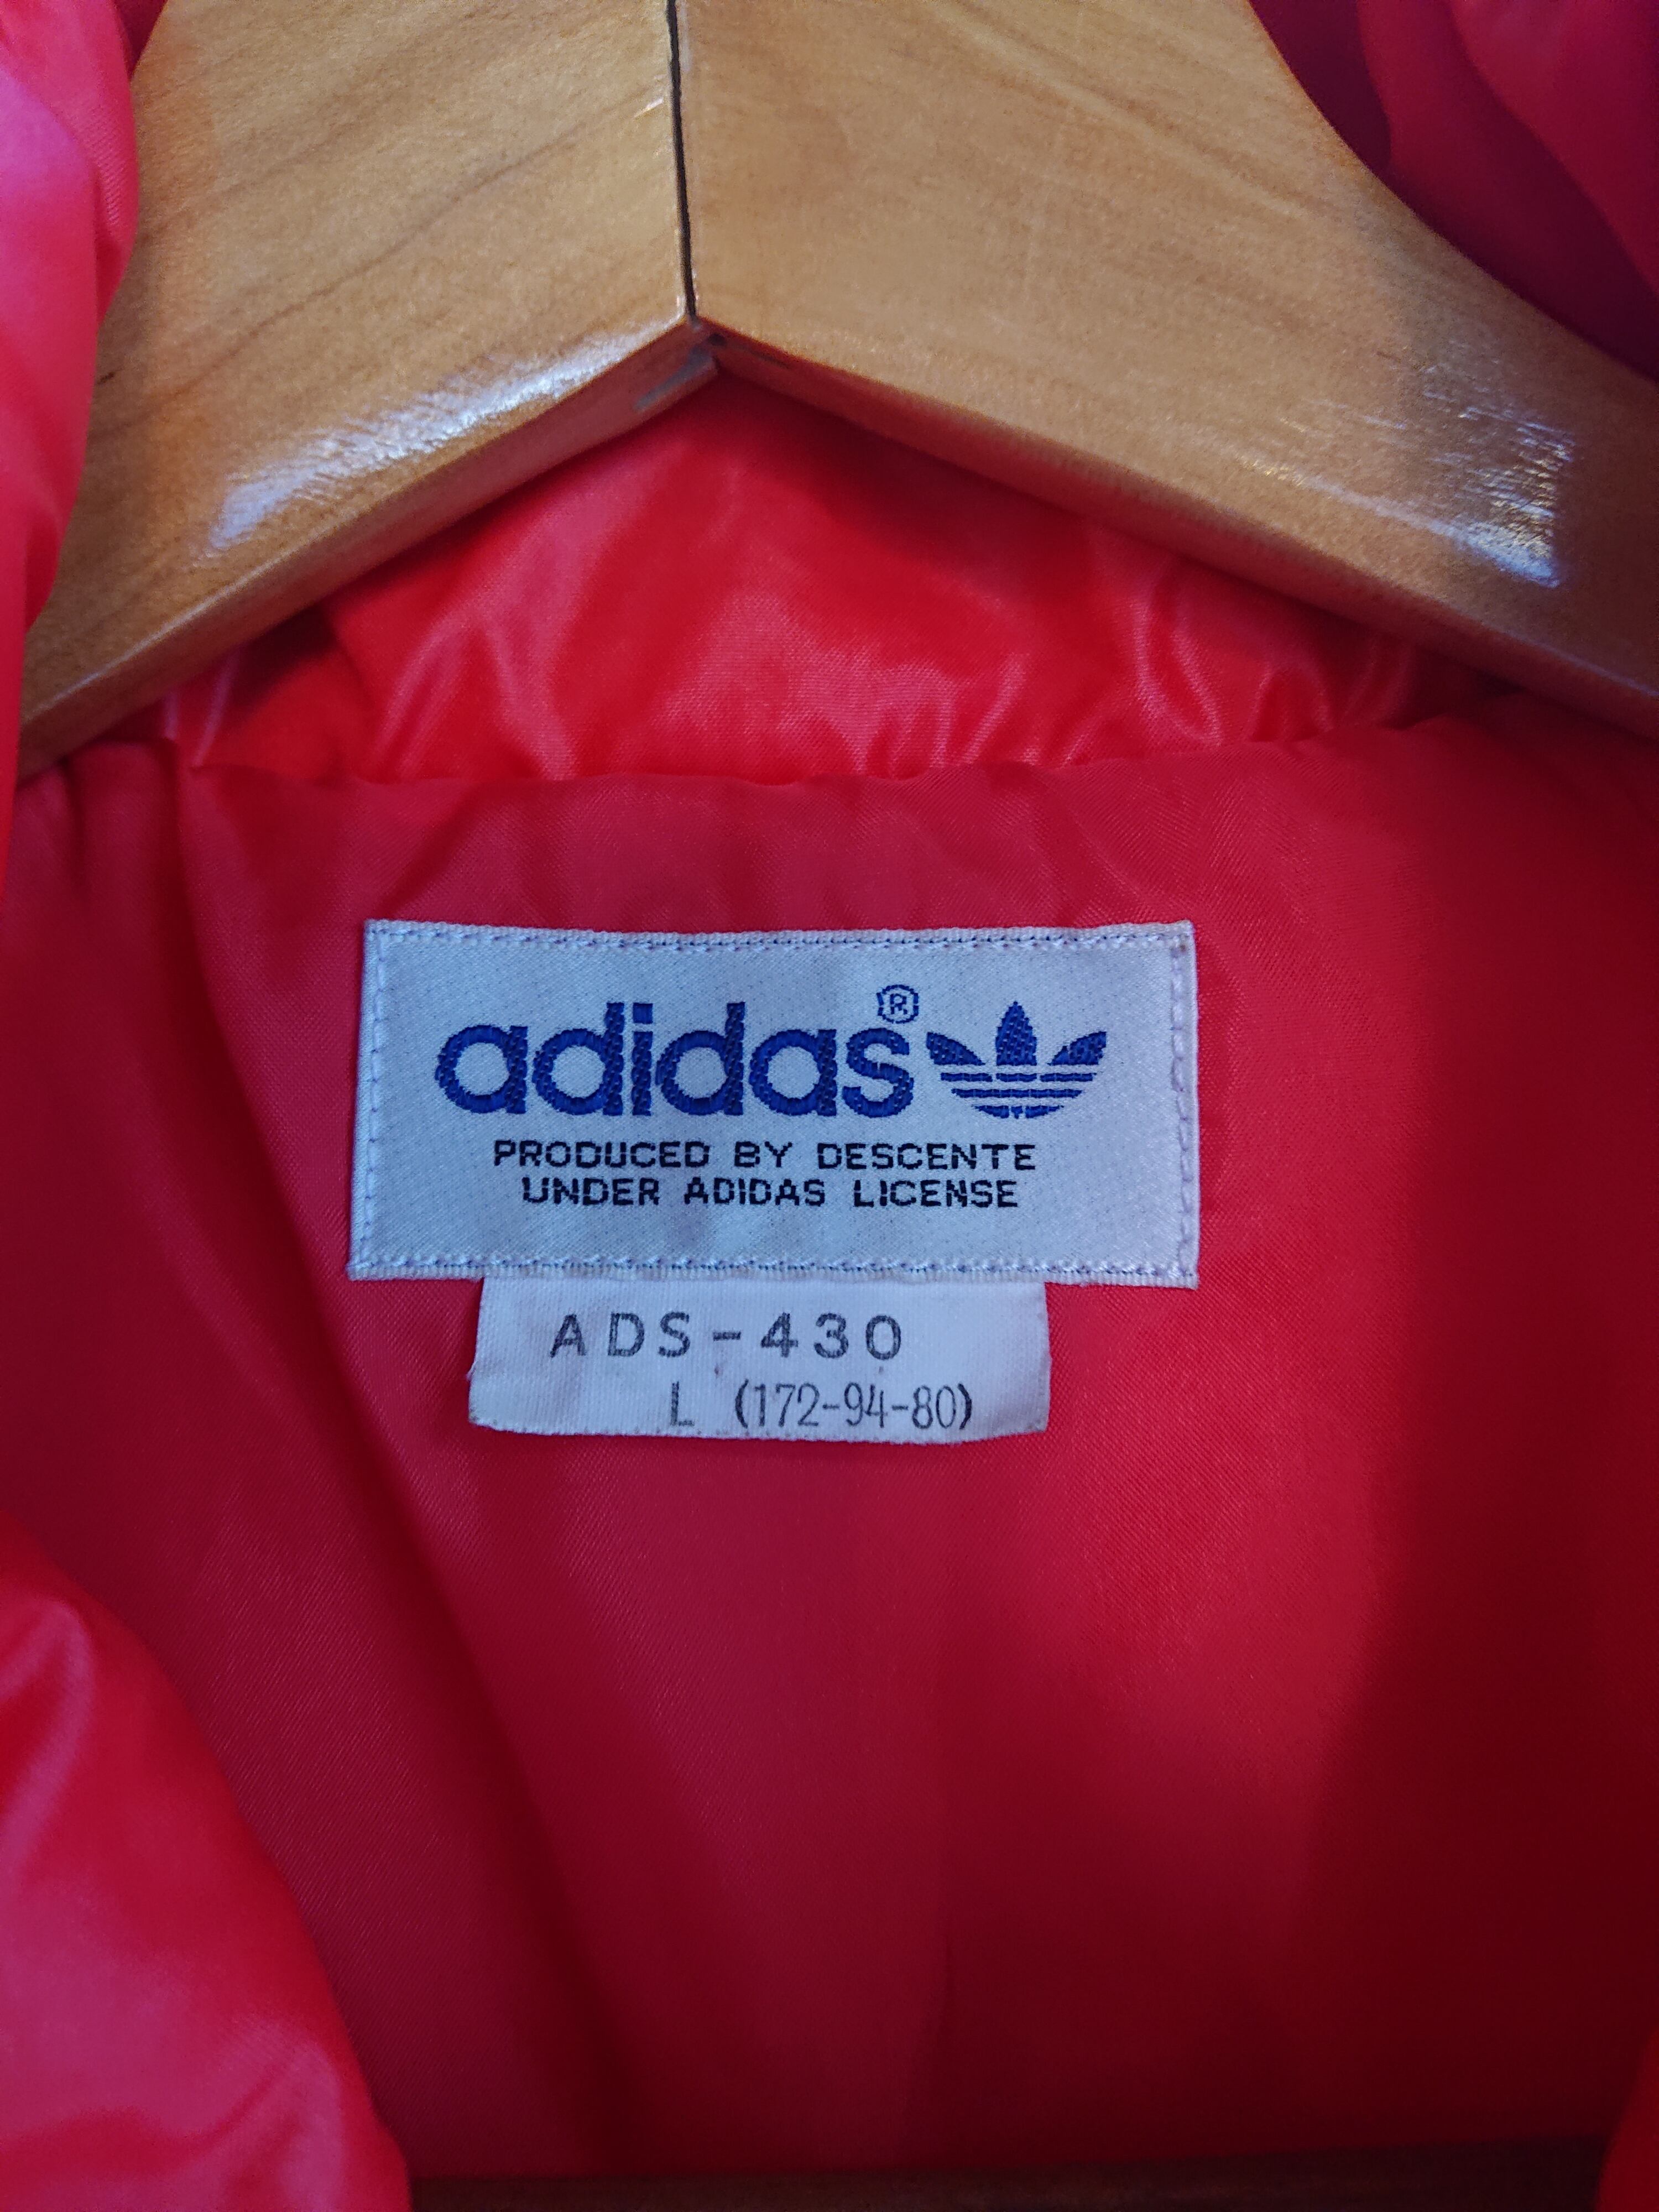 adidas®
PRODUCED BY DESCENTE
UNDER ADIDAS LICENSE
ADS-430
L (172-94-80)